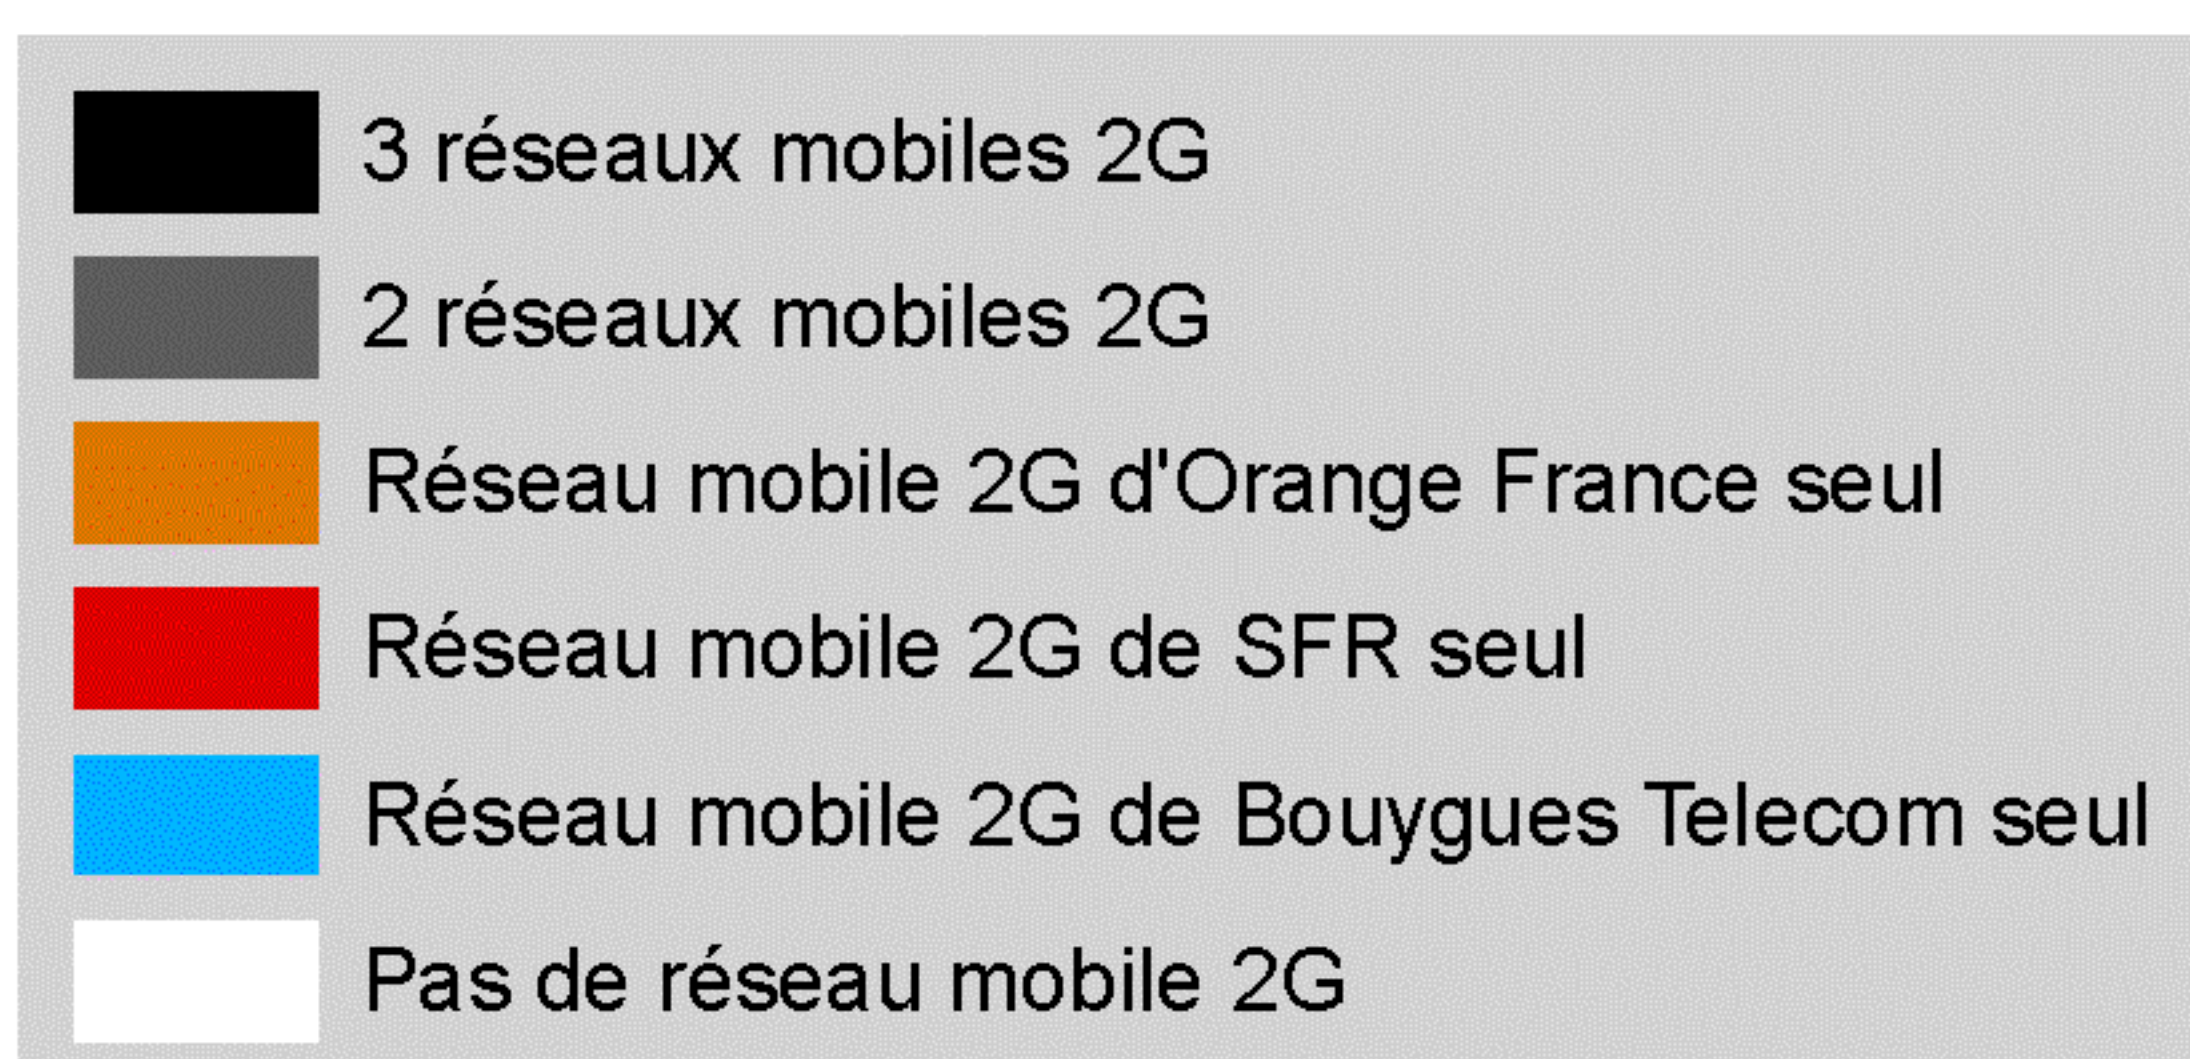 3 réseaux mobiles 2G
2 réseaux mobiles 2G
Réseau mobile 2G d'Orange France seul
Réseau mobile 2G de SFR seul
Réseau mobile 2G de Bouygues Telecom seul
Pas de réseau mobile 2G